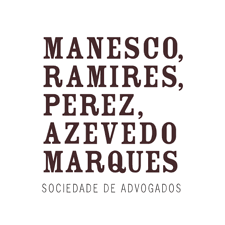 MANESCO,
RAMIRES,
PEREZ,
AZEVEDO
MARQUES
SOCIEDADE DE ADVOGADOS